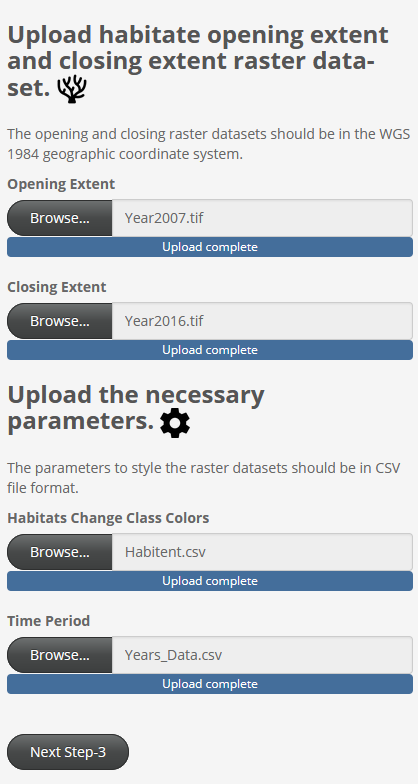 Upload habitate opening extent
and closing extent raster data-
set.
The opening and closing raster datasets should be in the WGS
1984 geographic coordinate system.
Opening Extent
Browse... Year2007.tif
Upload complete
Closing Extent
Browse... Year2016.tif
Upload complete
Upload the necessary
parameters.
The parameters to style the raster datasets should be in CSV
file format.
Habitats Change Class Colors
Browse... Habitent.csv
Upload complete
Time Period
Browse... Years_Data.csv
Upload complete
Next Step-3